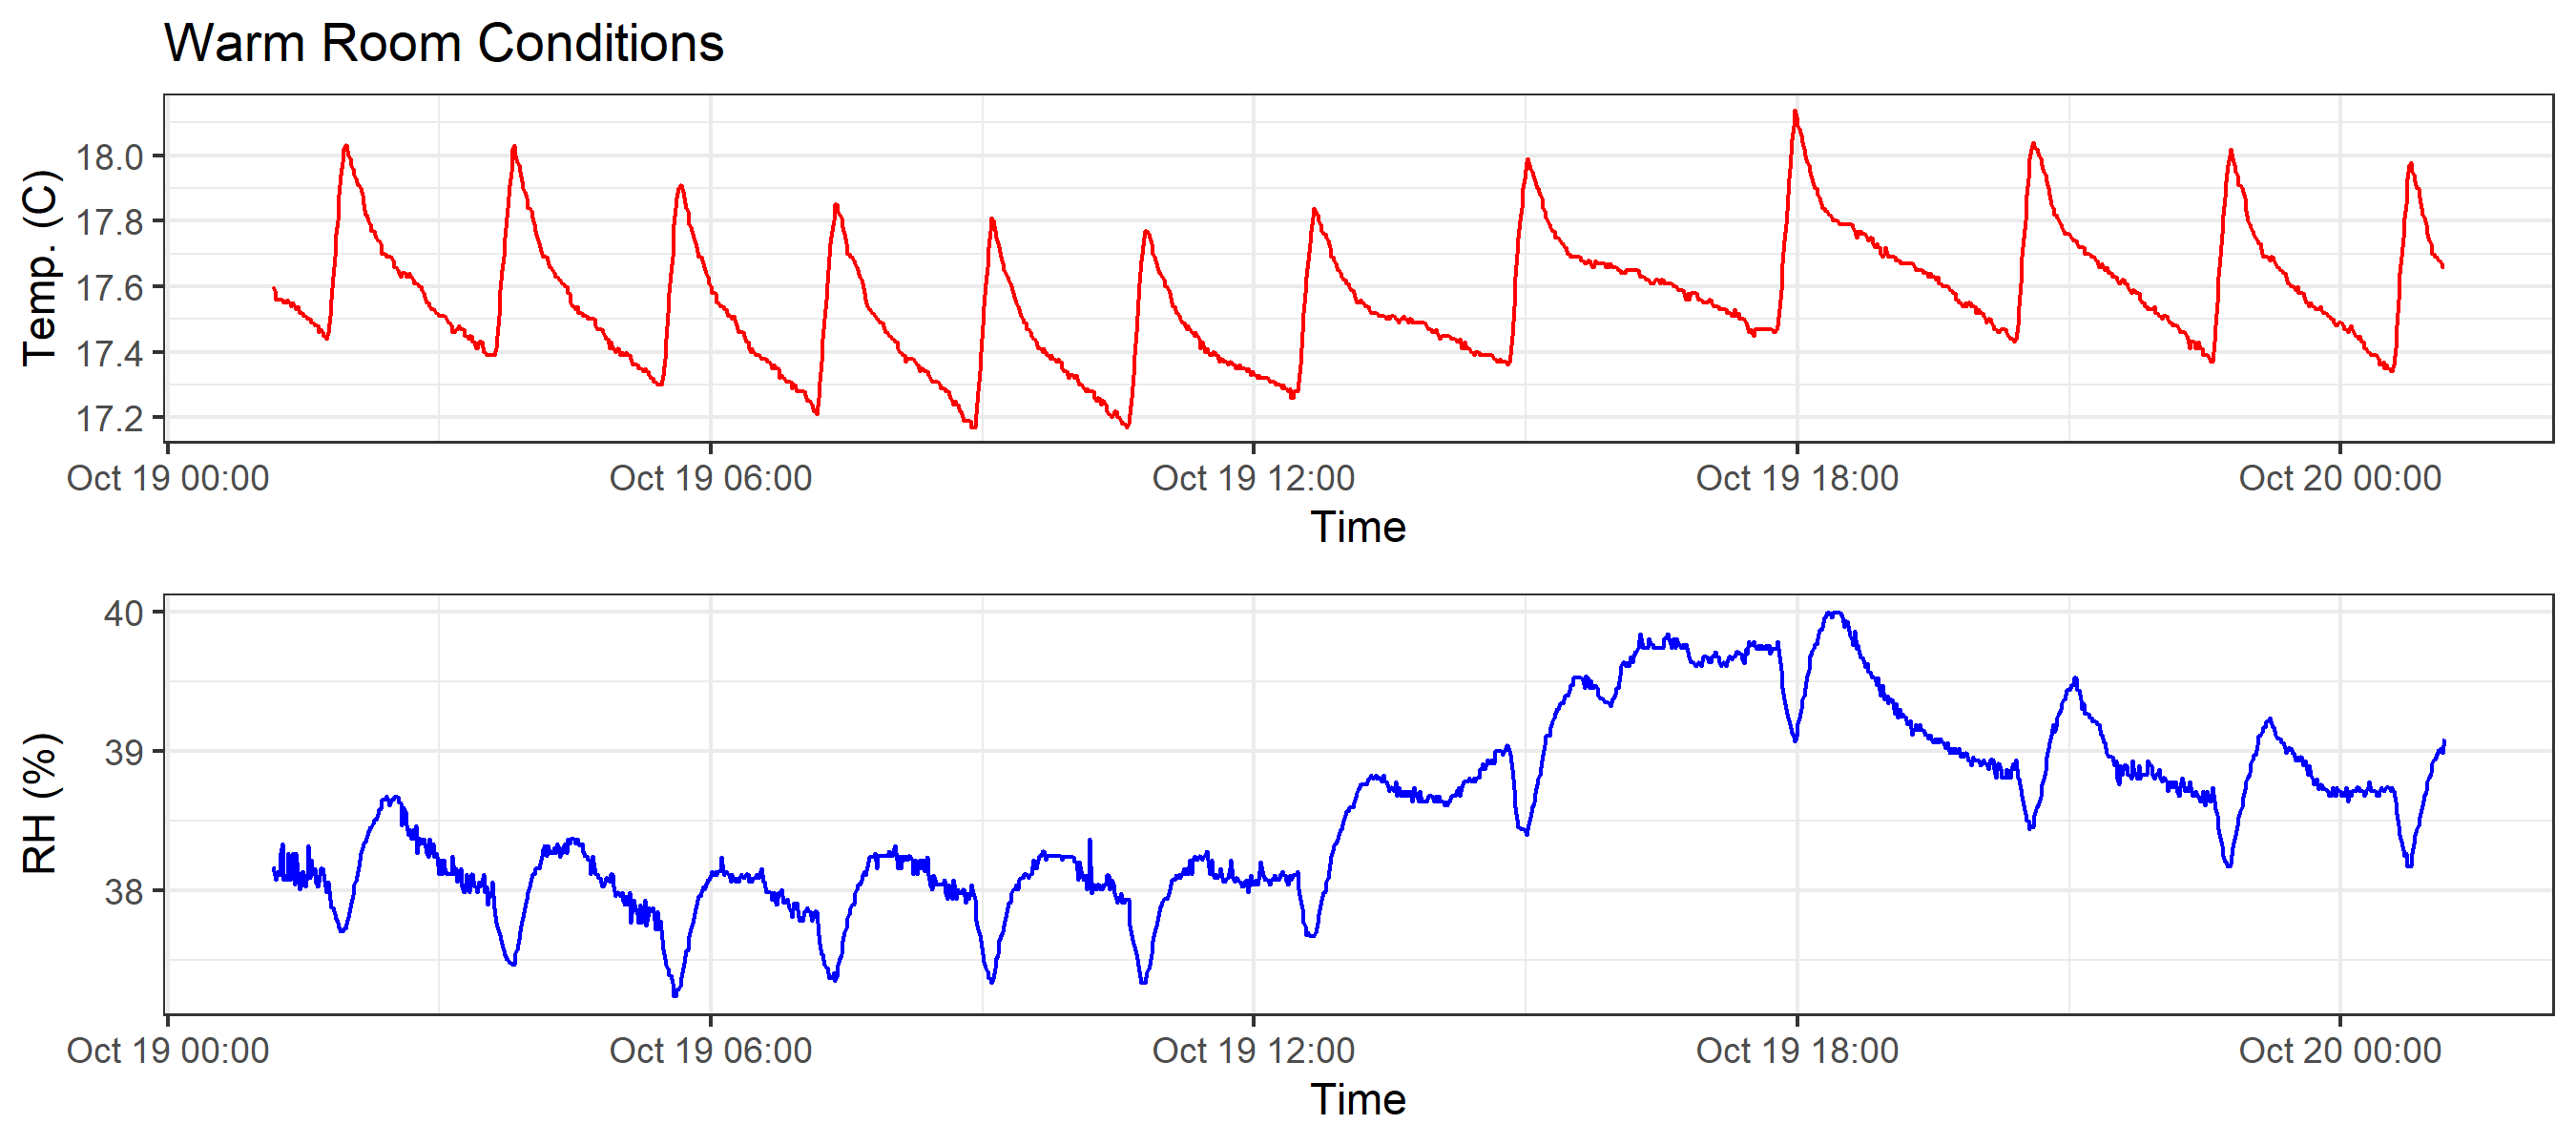 Warm Room Conditions
Temp. (C)
18.0
17.8
17.6
17.4
17.2
Oct 19 00:00 Oct 19 06:00 Oct 19 12:00 Oct 19 18:00 Oct 20 00:00
Time
RH (%)
40
39
38
Oct 19 00:00 Oct 19 06:00 Oct 19 12:00 Oct 19 18:00 Oct 20 00:00
Time